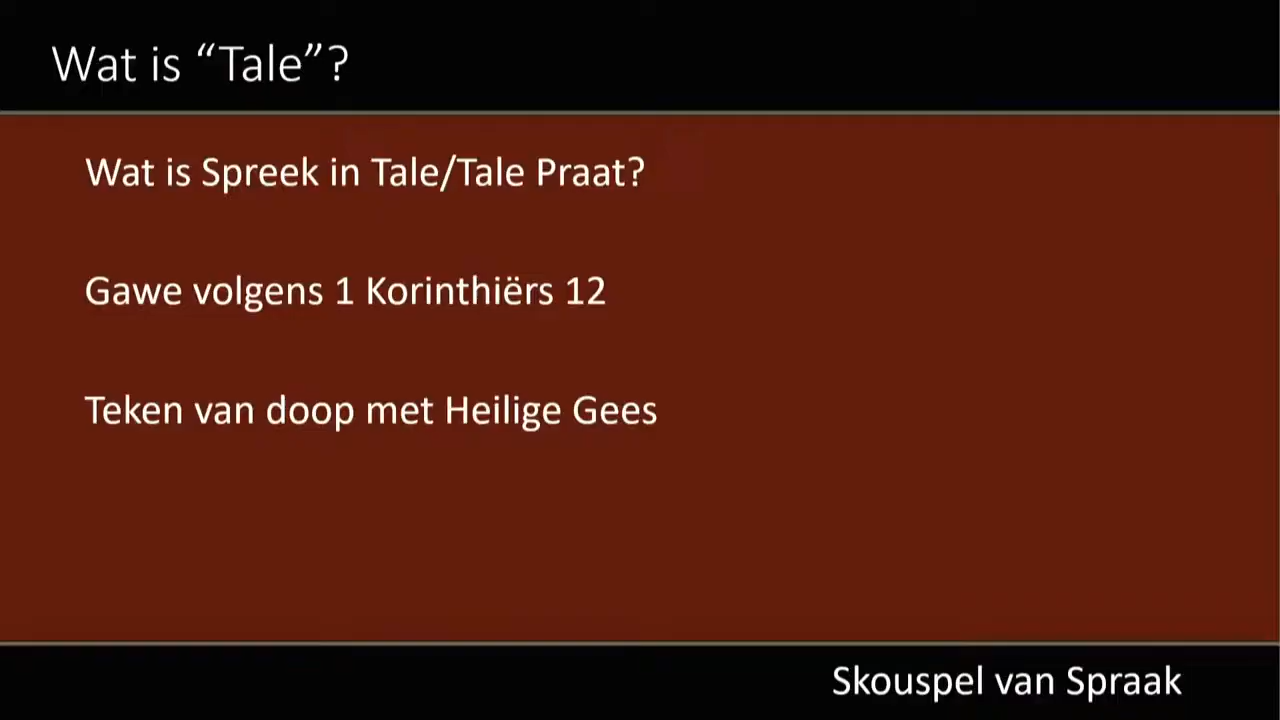 Wat is “Tale”?
Wat is Spreek in Tale/Tale Praat?
Gawe volgens 1 Korinthiërs 12
Teken van doop met Heilige Gees
Skouspel van Spraak